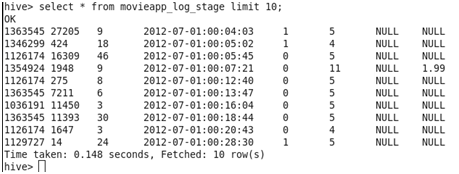 hive> select * from movieapp_log_stage limit 10;
OK
1363545 27205 9 2012-07-01:00:04:03 1 5 NULL NULL
1346299 424 18 2012-07-01:00:05:02 1 4 NULL NULL
1126174 16309 46 2012-07-01:00:05:45 0 5 NULL NULL
1354924 1948 9 2012-07-01:00:07:21 0 11 NULL 1.99
1126174 275 8 2012-07-01:00:12:40 0 5 NULL NULL
1363545 7211 6 2012-07-01:00:13:47 0 5 NULL NULL
1036191 11450 3 2012-07-01:00:16:04 0 5 NULL NULL
1363545 11393 30 2012-07-01:00:18:44 0 5 NULL NULL
1126174 1647 3 2012-07-01:00:20:43 0 4 NULL NULL
1129727 14 24 2012-07-01:00:28:30 1 5 NULL NULL
Time taken: 0.148 seconds, Fetched: 10 row(s)
hive>